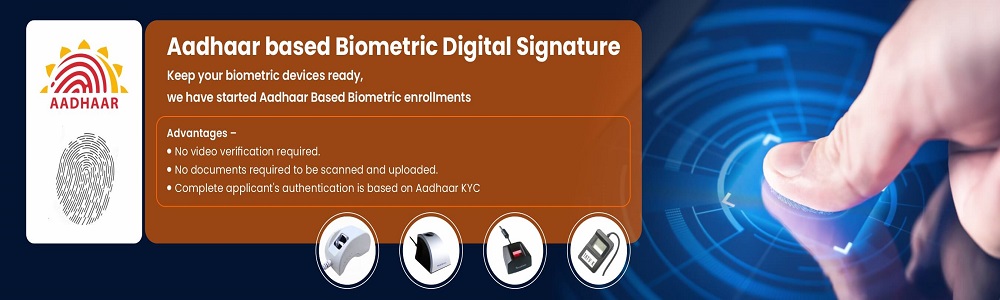 AADHAAR
Aadhaar based Biometric Digital Signature
Keep your biometric devices ready,
we have started Aadhaar Based Biometric enrollments
Advantages –
• No video verification required.
• No documents required to be scanned and uploaded.
• Complete applicant's authentication is based on Aadhaar KYC